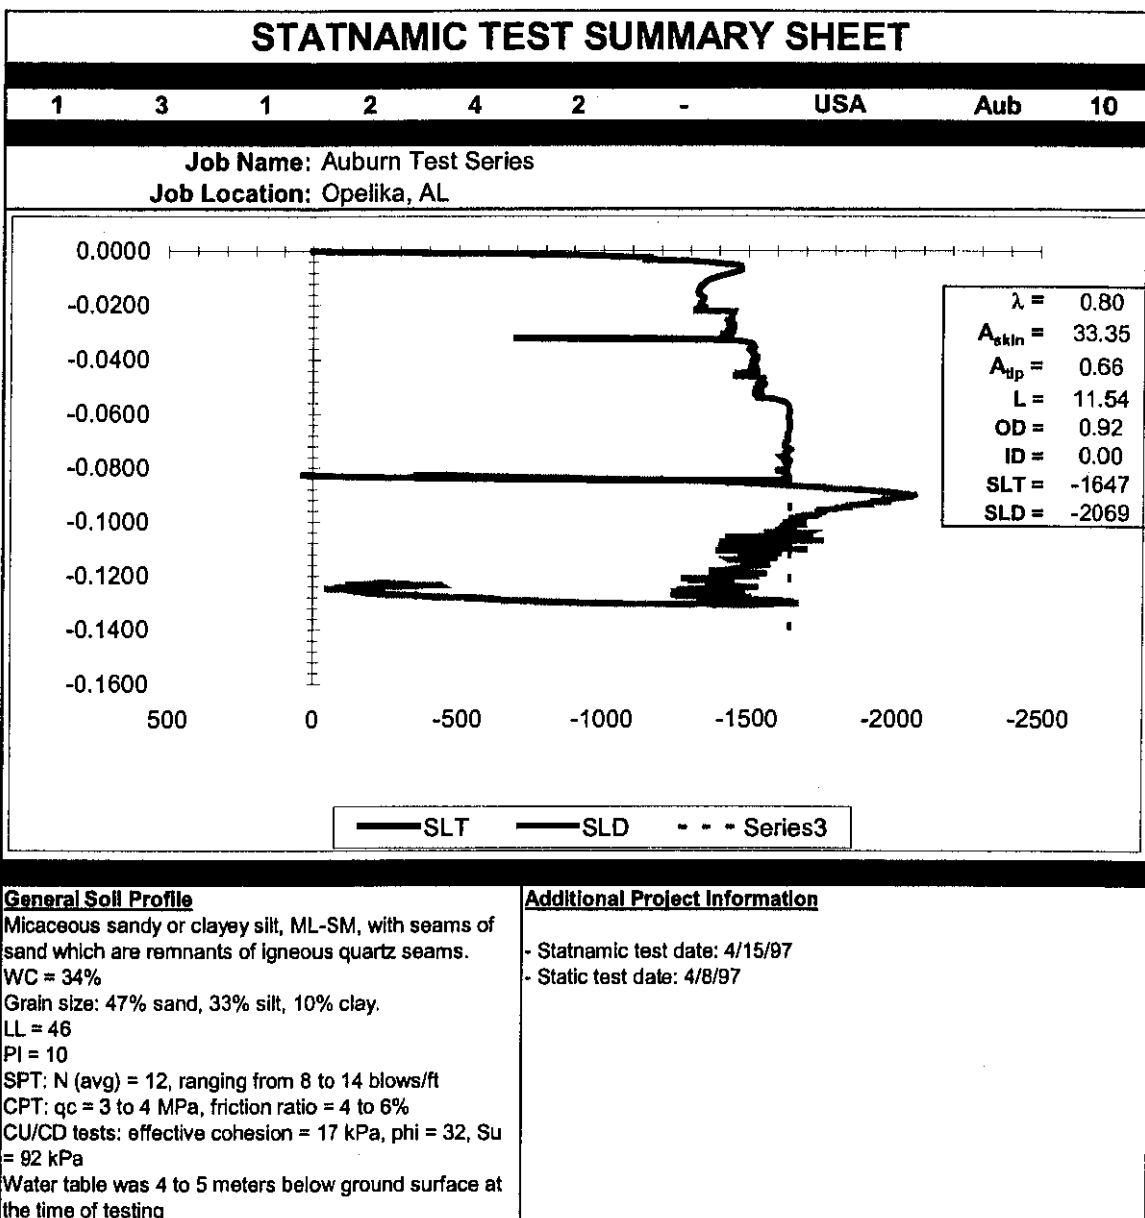 STATNAMIC TEST SUMMARY SHEET
1 3 1 2 4 2 - USA Aub 10
Job Name: Auburn Test Series
Job Location: Opelika, AL
0.0000
-0.0200
-0.0400
-0.0600
-0.0800
-0.1000
-0.1200
-0.1400
-0.1600
500 0 -500 -1000 -1500 -2000 -2500
λ = 0.80
Askin = 33.35
Atip = 0.66
L = 11.54
OD = 0.92
ID = 0.00
SLT = -1647
SLD = -2069
SLT SLD Series3
General Soil Profile
Micaceous sandy or clayey silt, ML-SM, with seams of
sand which are remnants of igneous quartz seams.
WC = 34%
Grain size: 47% sand, 33% silt, 10% clay.
LL = 46
PI = 10
SPT: N (avg) = 12, ranging from 8 to 14 blows/ft
CPT: qc = 3 to 4 MPa, friction ratio = 4 to 6%
CU/CD tests: effective cohesion = 17 kPa, phi = 32, Su
= 92 kPa
Water table was 4 to 5 meters below ground surface at
the time of testing
Additional Project Information
- Statnamic test date: 4/15/97
- Static test date: 4/8/97